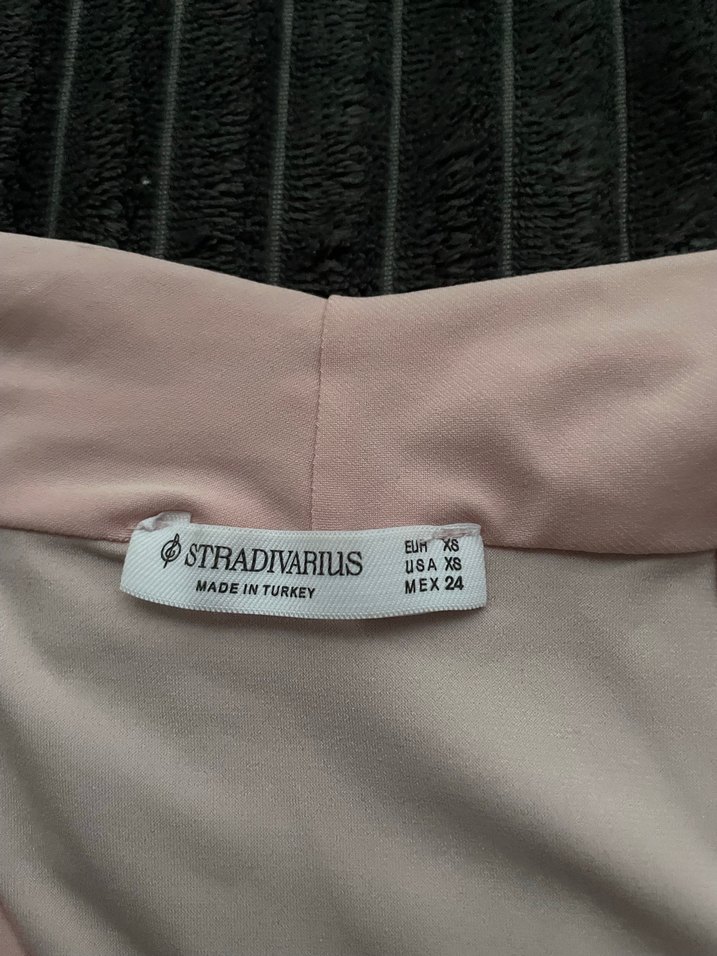 STRADIVARIUS
MADE IN TURKEY
EUR XS
USA XS
MEX 24